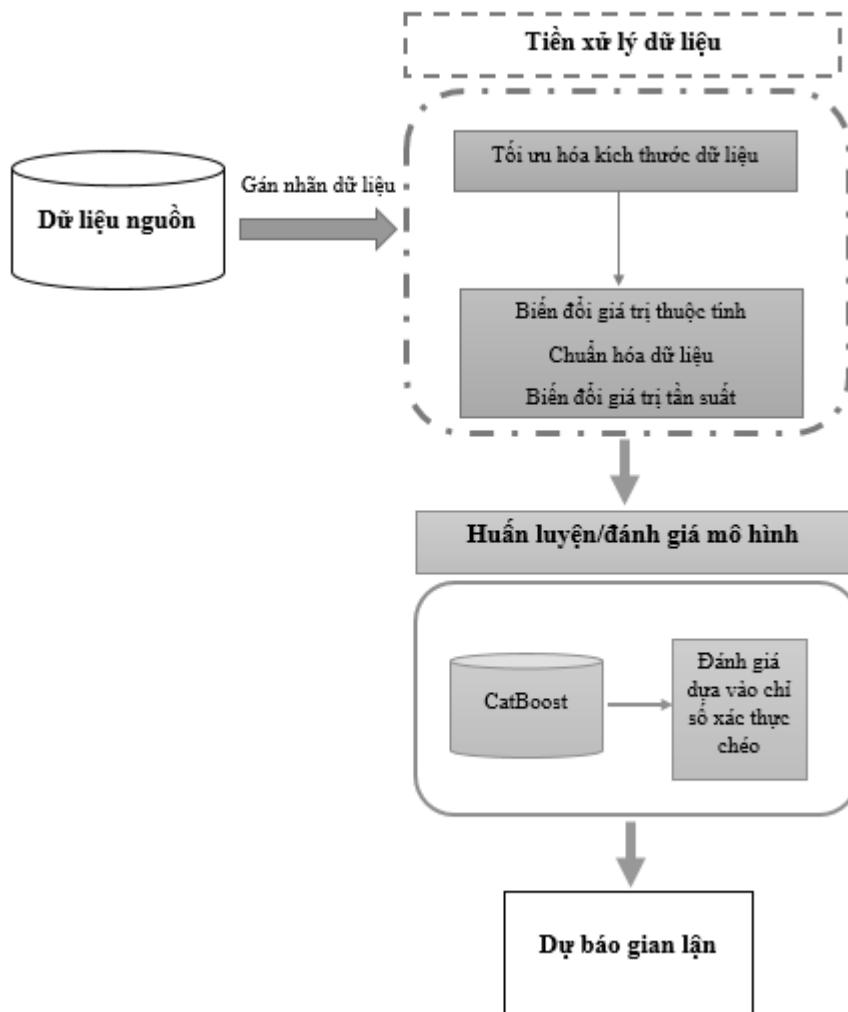 Tiền xử lý dữ liệu
Tối ưu hóa kích thước dữ liệu
Gán nhãn dữ liệu
Dữ liệu nguồn
Biến đổi giá trị thuộc tính
Chuẩn hóa dữ liệu
Biến đổi giá trị tần suất
Huấn luyện/đánh giá mô hình
CatBoost
Đánh giá
dựa vào chỉ
số xác thực
chéo
Dự báo gian lận